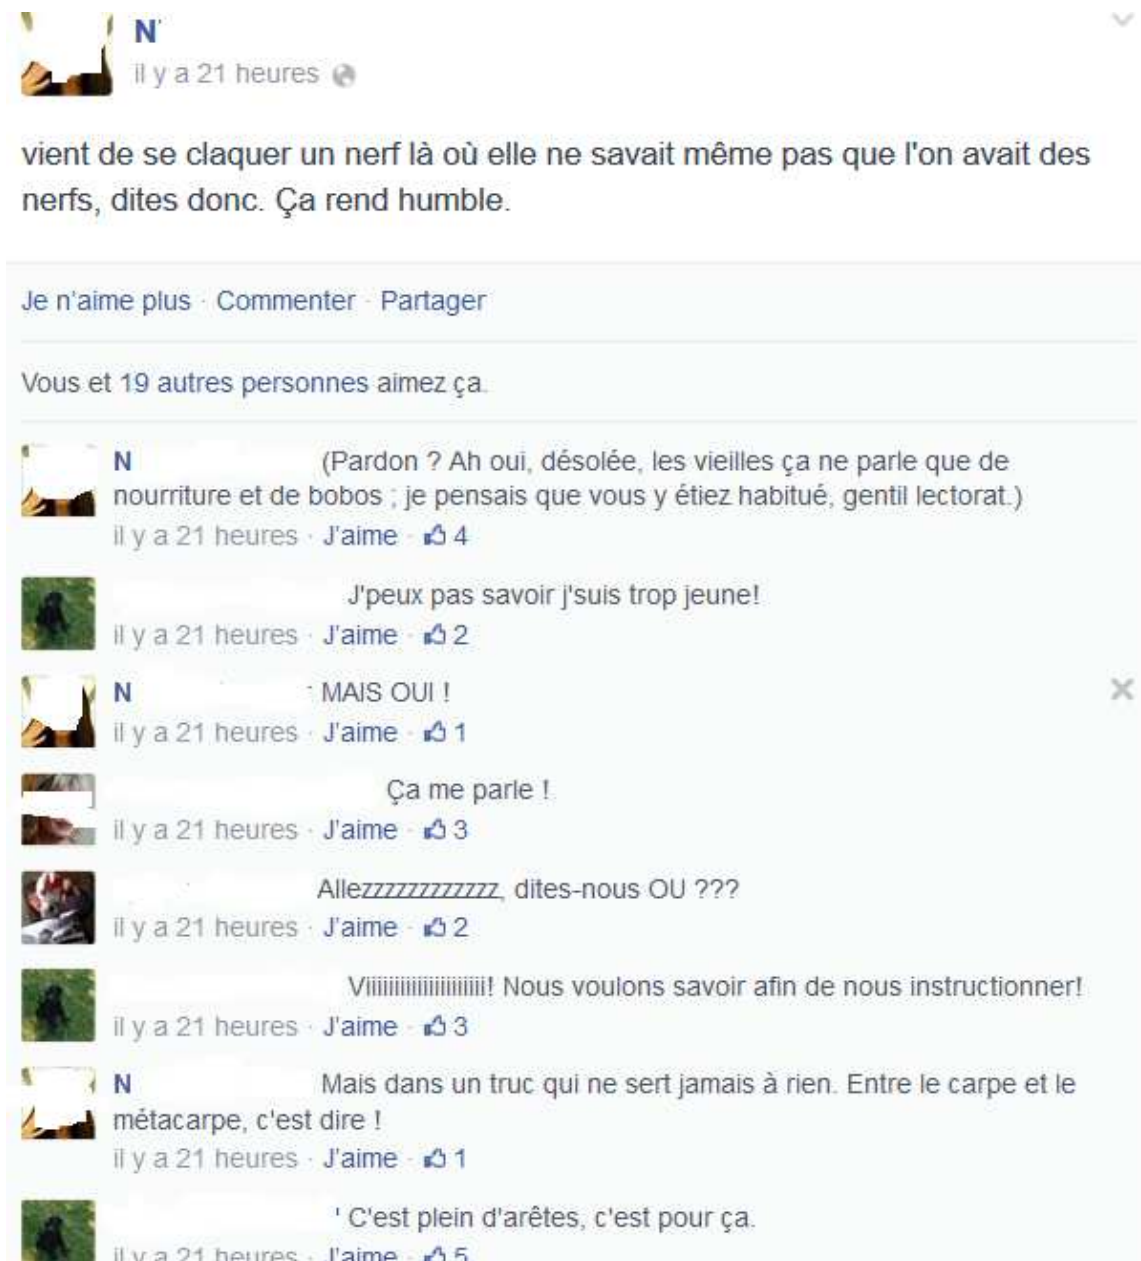 N
il y a 21 heures
vient de se claquer un nerf là où elle ne savait même pas que l'on avait des
nerfs, dites donc. Ça rend humble.
Je n'aime plus · Commenter · Partager
Vous et 19 autres personnes aimez ça.
N (Pardon ? Ah oui, désolée, les vieilles ça ne parle que de
nourriture et de bobos ; je pensais que vous y étiez habitué, gentil lectorat.)
il y a 21 heures · J'aime · 4
J'peux pas savoir j'suis trop jeune!
il y a 21 heures · J'aime · 2
N MAIS OUI !
il y a 21 heures · J'aime · 1
Ça me parle !
il y a 21 heures · J'aime · 3
Allezzzzzzzzzzzz, dites-nous OU ???
il y a 21 heures · J'aime · 2
Viiiiiiiiiiiiiiiiiiiii! Nous voulons savoir afin de nous instructionner!
il y a 21 heures · J'aime · 3
N Mais dans un truc qui ne sert jamais à rien. Entre le carpe et le
métacarpe, c'est dire !
il y a 21 heures · J'aime · 1
C'est plein d'arêtes, c'est pour ça.
il y a 21 heures · J'aime · 5